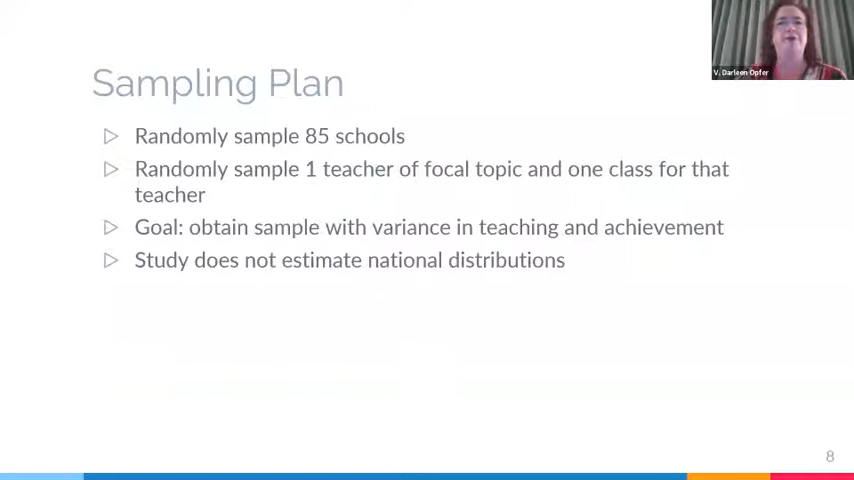 V. Darleen Opfer
Sampling Plan
Randomly sample 85 schools
Randomly sample 1 teacher of focal topic and one class for that
teacher
Goal: obtain sample with variance in teaching and achievement
Study does not estimate national distributions
8